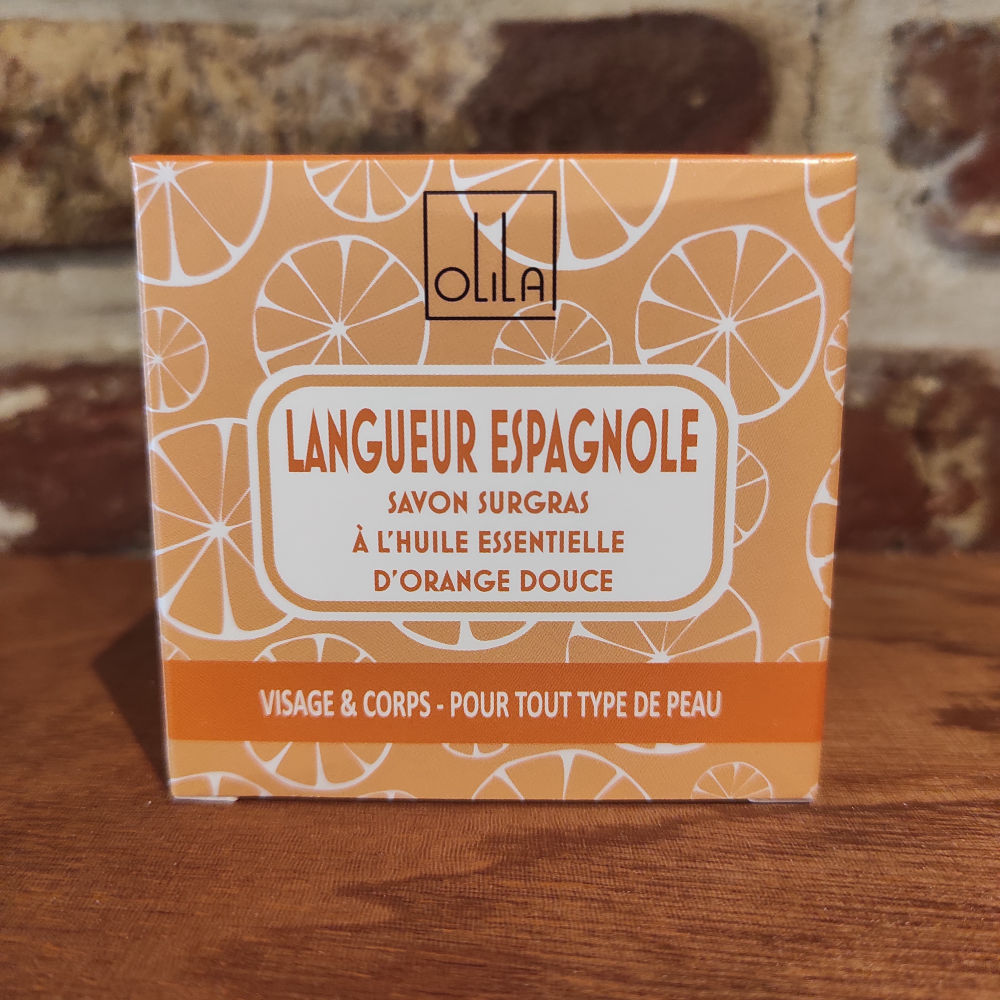 OLILA
LANGUEUR ESPAGNOLE
SAVON SURGRAS
À L'HUILE ESSENTIELLE
D'ORANGE DOUCE
VISAGE & CORPS - POUR TOUT TYPE DE PEAU